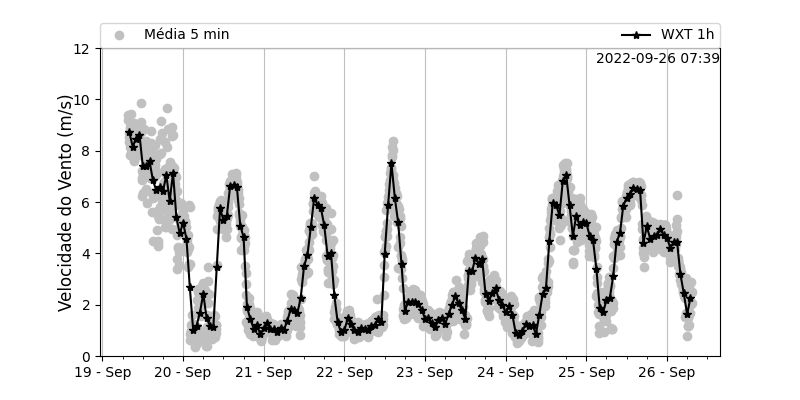 Média 5 min
WXT 1h
2022-09-26 07:39
Velocidade do Vento (m/s)
12
10
8
6
4
2
0
19 - Sep
20 - Sep
21 - Sep
22 - Sep
23 - Sep
24 - Sep
25 - Sep
26 - Sep